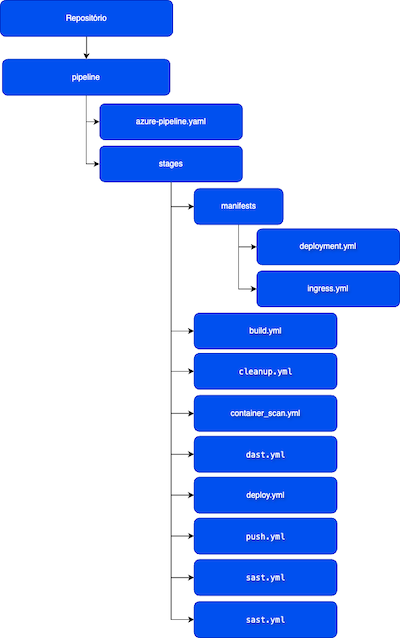 Repositório
pipeline
azure-pipeline.yaml
stages
manifests
deployment.yml
ingress.yml
build.yml
cleanup.yml
container_scan.yml
dast.yml
deploy.yml
push.yml
sast.yml
sast.yml